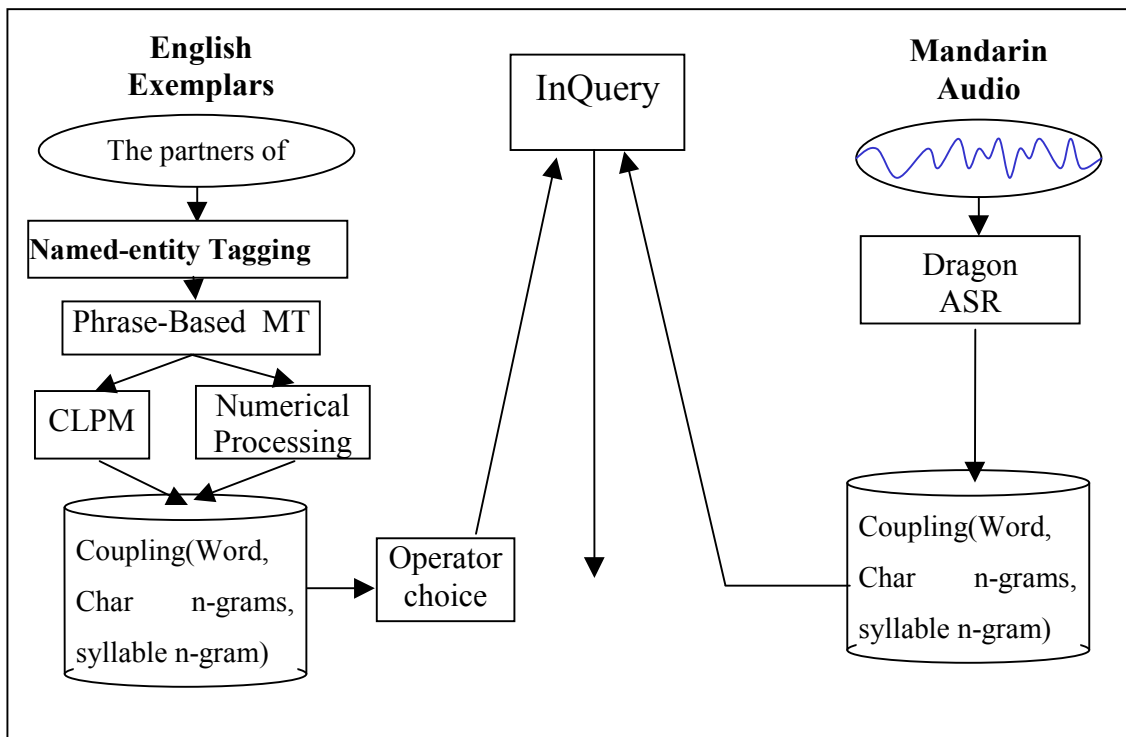 English
Exemplars
The partners of
Named-entity Tagging
Phrase-Based MT
CLPM
Numerical
Processing
Coupling(Word,
Char n-grams,
syllable n-gram)
Operator
choice
InQuery
Mandarin
Audio
Dragon
ASR
Coupling(Word,
Char n-grams,
syllable n-gram)